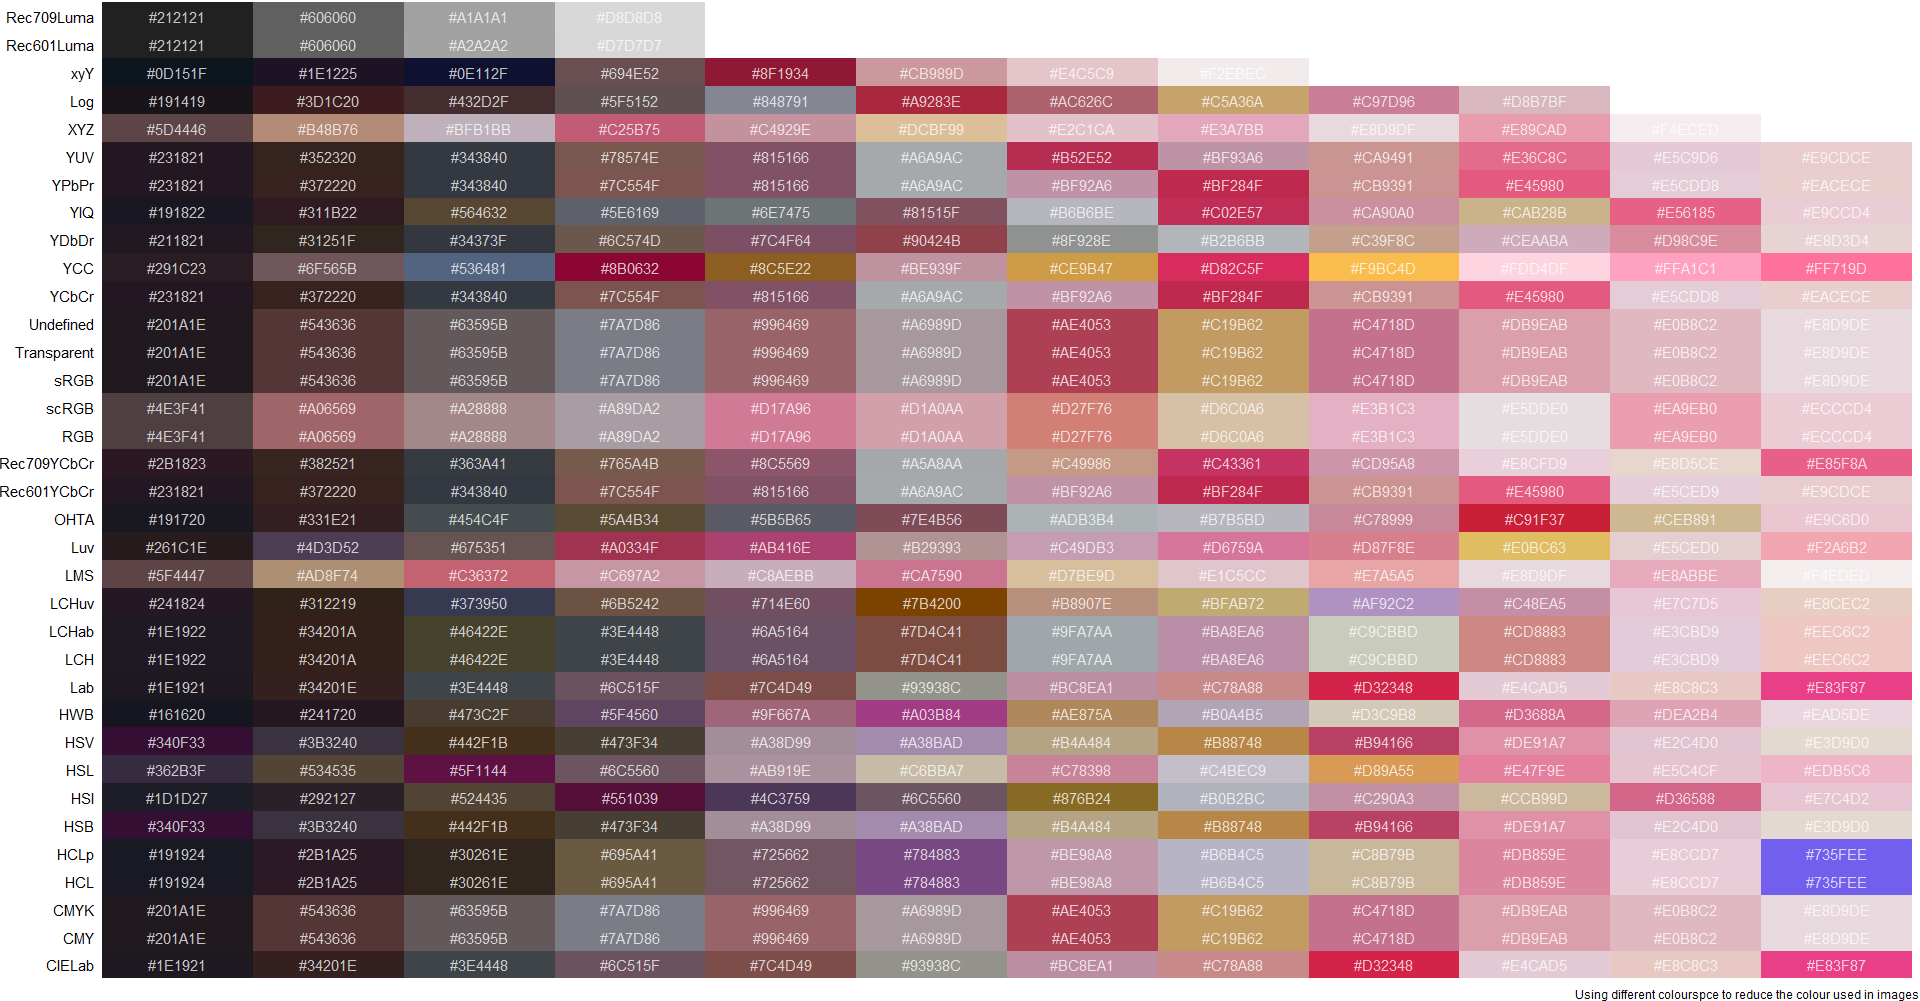 Rec709Luma #212121 #606060 #A1A1A1 #D8D8D8
Rec601Luma #212121 #606060 #A2A2A2 #D7D7D7
xyY #0D151F #1E1225 #0E112F #694E52 #8F1934 #CB989D #E4C5C9 #F2EBEC
Log #191419 #3D1C20 #432D2F #5F5152 #848791 #A9283E #AC626C #C5A36A #C97D96 #D8B7BF
XYZ #5D4446 #B48B76 #BFB1BB #C25B75 #C4929E #DCBF99 #E2C1CA #E3A7BB #E8D9DF #E89CAD #F4ECED
YUV #231821 #352320 #343840 #78574E #815166 #A6A9AC #B52E52 #BF93A6 #CA9491 #E36C8C #E5C9D6 #E9CDCE
YPbPr #231821 #372220 #343840 #7C554F #815166 #A6A9AC #BF92A6 #BF284F #CB9391 #E45980 #E5CDD8 #EACECE
YIQ #191822 #311B22 #564632 #5E6169 #6E7475 #81515F #B6B6BE #C02E57 #CA90A0 #CAB28B #E56185 #E9CCD4
YDbDr #211821 #31251F #34373F #6C574D #7C4F64 #90424B #8F928E #B2B6BB #C39F8C #CEAABA #D98C9E #E8D3D4
YCC #291C23 #6F565B #536481 #8B0632 #8C5E22 #BE939F #CE9B47 #D82C5F #F9BC4D #FDD4DF #FFA1C1 #FF719D
YCbCr #231821 #372220 #343840 #7C554F #815166 #A6A9AC #BF92A6 #BF284F #CB9391 #E45980 #E5CDD8 #EACECE
Undefined #201A1E #543636 #63595B #7A7D86 #996469 #A6989D #AE4053 #C19B62 #C4718D #DB9EAB #E0B8C2 #E8D9DE
Transparent #201A1E #543636 #63595B #7A7D86 #996469 #A6989D #AE4053 #C19B62 #C4718D #DB9EAB #E0B8C2 #E8D9DE
sRGB #201A1E #543636 #63595B #7A7D86 #996469 #A6989D #AE4053 #C19B62 #C4718D #DB9EAB #E0B8C2 #E8D9DE
scRGB #4E3F41 #A06569 #A28888 #A89DA2 #D17A96 #D1A0AA #D27F76 #D6C0A6 #E3B1C3 #E5DDE0 #EA9EB0 #ECCCD4
RGB #4E3F41 #A06569 #A28888 #A89DA2 #D17A96 #D1A0AA #D27F76 #D6C0A6 #E3B1C3 #E5DDE0 #EA9EB0 #ECCCD4
Rec709YCbCr #2B1823 #382521 #363A41 #765A4B #8C5569 #A5A8AA #C49986 #C43361 #CD95A8 #E8CFD9 #E8D5CE #E85F8A
Rec601YCbCr #231821 #372220 #343840 #7C554F #815166 #A6A9AC #BF92A6 #BF284F #CB9391 #E45980 #E5CED9 #E9CDCE
OHTA #191720 #331E21 #454C4F #5A4B34 #5B5B65 #7E4B56 #ADB3B4 #B7B5BD #C78999 #C91F37 #CEB891 #E9C6D0
Luv #261C1E #4D3D52 #675351 #A0334F #AB416E #B29393 #C49DB3 #D6759A #D87F8E #E0BC63 #E5CED0 #F2A6B2
LMS #5F4447 #AD8F74 #C36372 #C697A2 #C8AEBB #CA7590 #D7BE9D #E1C5CC #E7A5A5 #E8D9DF #E8ABBE #F4EDED
LCHuv #241824 #312219 #373950 #6B5242 #714E60 #7B4200 #B8907E #BFAB72 #AF92C2 #C48EA5 #E7C7D5 #E8CEC2
LCHab #1E1922 #34201A #46422E #3E4448 #6A5164 #7D4C41 #9FA7AA #BA8EA6 #C9CBBD #CD8883 #E3CBD9 #EEC6C2
LCH #1E1922 #34201A #46422E #3E4448 #6A5164 #7D4C41 #9FA7AA #BA8EA6 #C9CBBD #CD8883 #E3CBD9 #EEC6C2
Lab #1E1921 #34201E #3E4448 #6C515F #7C4D49 #93938C #BC8EA1 #C78A88 #D32348 #E4CAD5 #E8C8C3 #E83F87
HWB #161620 #241720 #473C2F #5F4560 #9F667A #A03B84 #AE875A #B0A4B5 #D3C9B8 #D3688A #DEA2B4 #EAD5DE
HSV #340F33 #3B3240 #442F1B #473F34 #A38D99 #A38BAD #B4A484 #B88748 #B94166 #DE91A7 #E2C4D0 #E3D9D0
HSL #362B3F #534535 #5F1144 #6C5560 #AB919E #C6BBA7 #C78398 #C4BEC9 #D89A55 #E47F9E #E5C4CF #EDB5C6
HSI #1D1D27 #292127 #524435 #551039 #4C3759 #6C5560 #876B24 #B0B2BC #C290A3 #CCB99D #D36588 #E7C4D2
HSB #340F33 #3B3240 #442F1B #473F34 #A38D99 #A38BAD #B4A484 #B88748 #B94166 #DE91A7 #E2C4D0 #E3D9D0
HCLp #191924 #2B1A25 #30261E #695A41 #725662 #784883 #BE98A8 #B6B4C5 #C8B79B #DB859E #E8CCD7 #735FEE
HCL #191924 #2B1A25 #30261E #695A41 #725662 #784883 #BE98A8 #B6B4C5 #C8B79B #DB859E #E8CCD7 #735FEE
CMYK #201A1E #543636 #63595B #7A7D86 #996469 #A6989D #AE4053 #C19B62 #C4718D #DB9EAB #E0B8C2 #E8D9DE
CMY #201A1E #543636 #63595B #7A7D86 #996469 #A6989D #AE4053 #C19B62 #C4718D #DB9EAB #E0B8C2 #E8D9DE
CIELab #1E1921 #34201E #3E4448 #6C515F #7C4D49 #93938C #BC8EA1 #C78A88 #D32348 #E4CAD5 #E8C8C3 #E83F87
Using different colourspce to reduce the colour used in images